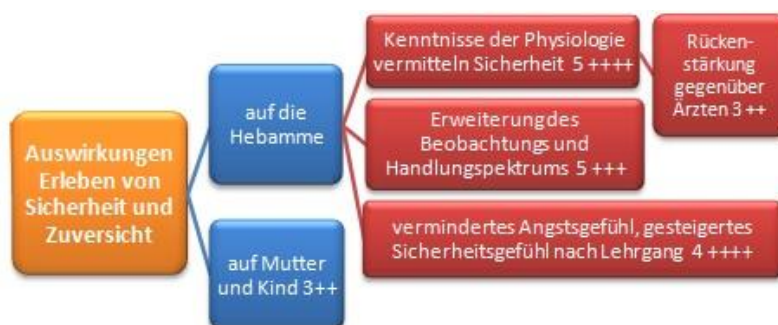 Auswirkungen
Erleben von
Sicherheit und
Zuversicht
auf die
Hebamme
auf Mutter
und Kind 3++
Kenntnisse der Physiologie
vermitteln Sicherheit 5 ++++
Rücken-
stärkung
gegenüber
Ärzten 3 ++
Erweiterung des
Beobachtungs und
Handlungspektrums 5 +++
vermindertes Angstsgefühl, gesteigertes
Sicherheitsgefühl nach Lehrgang 4 ++++